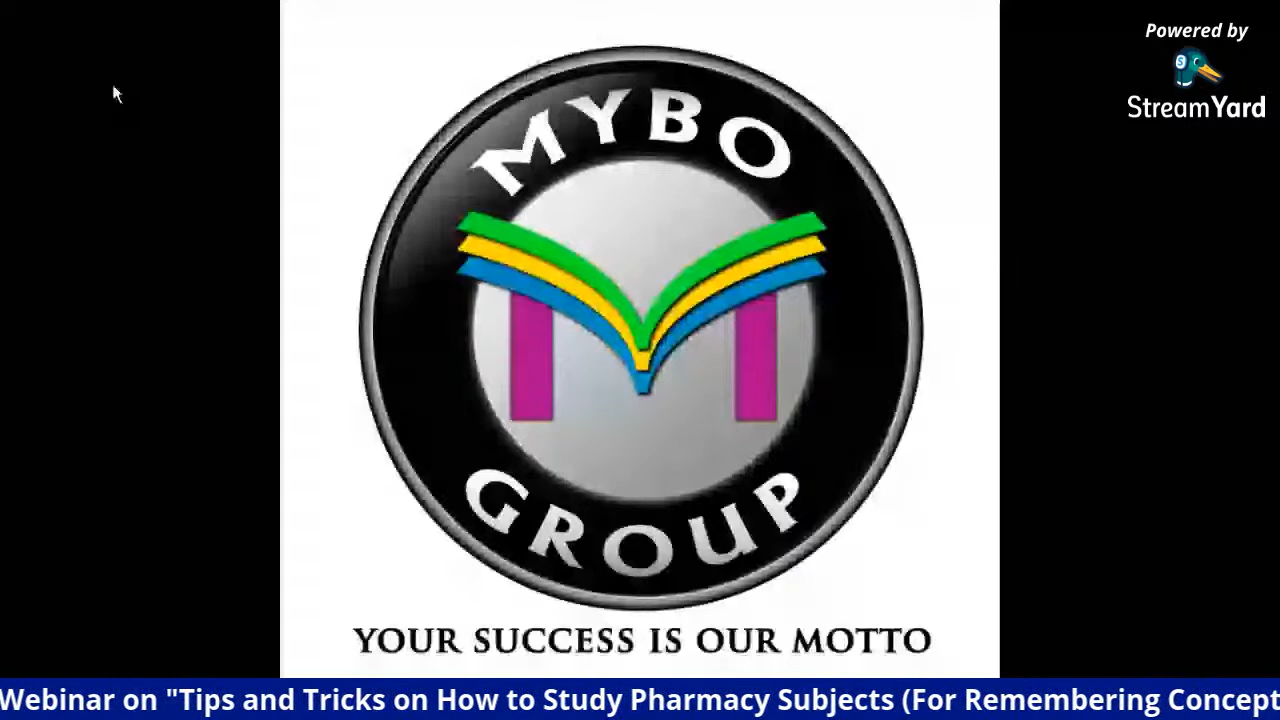 Powered by
StreamYard
MYBO
GROUP
YOUR SUCCESS IS OUR MOTTO
Webinar on "Tips and Tricks on How to Study Pharmacy Subjects (For Remembering Concept